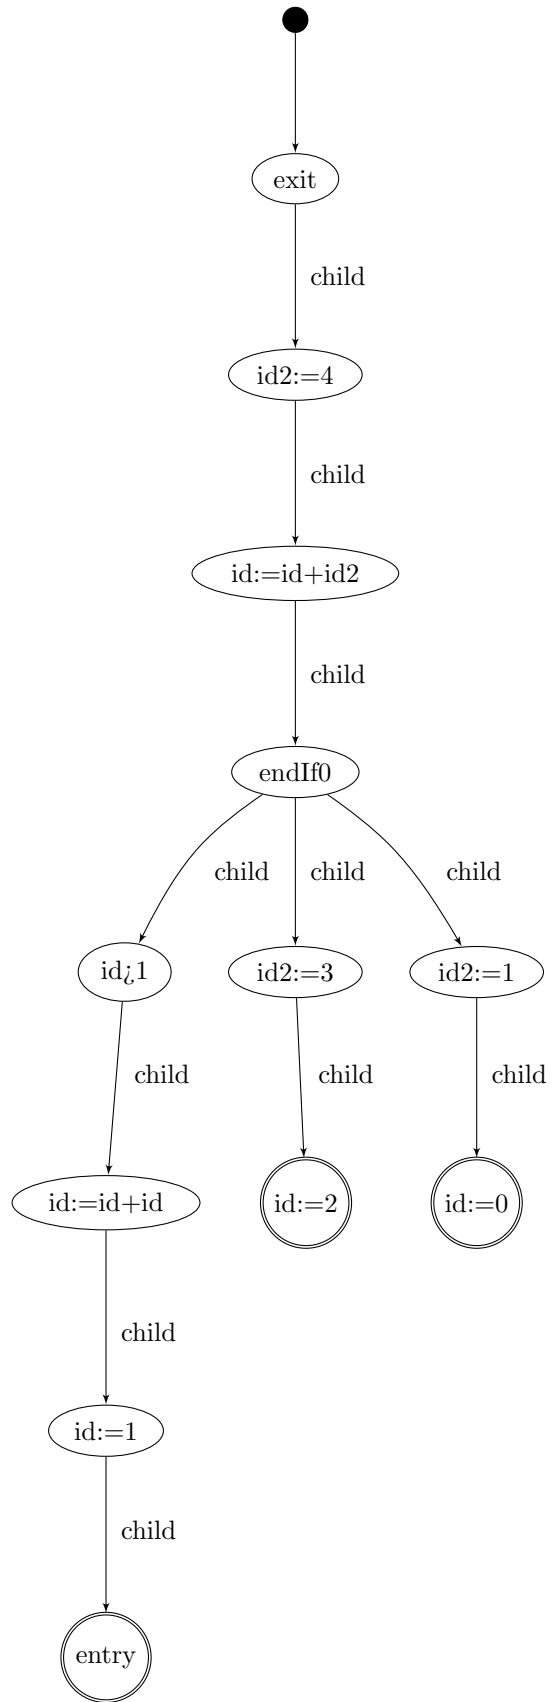 exit
child
id2:=4
child
id:=id+id2
child
endIf0
child child child
id¿1 id2:=3 id2:=1
child child child
id:=id+id id:=2 id:=0
child
id:=1
child
entry